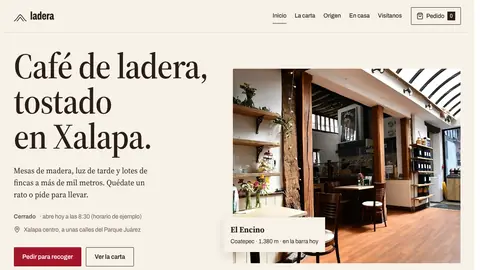 ladera
Inicio La carta Origen En casa Visítanos Pedido 0
Café de ladera,
tostado
en Xalapa.
Mesas de madera, luz de tarde y lotes de
fincas a más de mil metros. Quédate un
rato o pide para llevar.
Cerrado · abre hoy a las 8:30 (horario de ejemplo)
Xalapa centro, a unas calles del Parque Juárez
Pedir para recoger Ver la carta
El Encino
Coatepec · 1,380 m · en la barra hoy